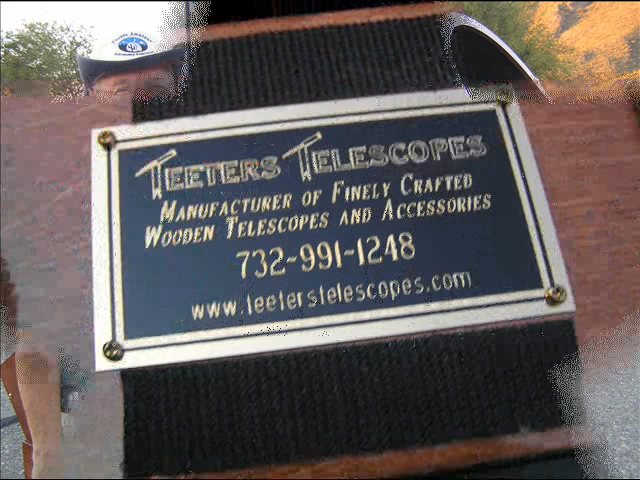 TEETERS TELESCOPES
MANUFACTURER OF FINELY CRAFTED
WOODEN TELESCOPES AND ACCESSORIES
732-991-1248
www.teeterstelescopes.com